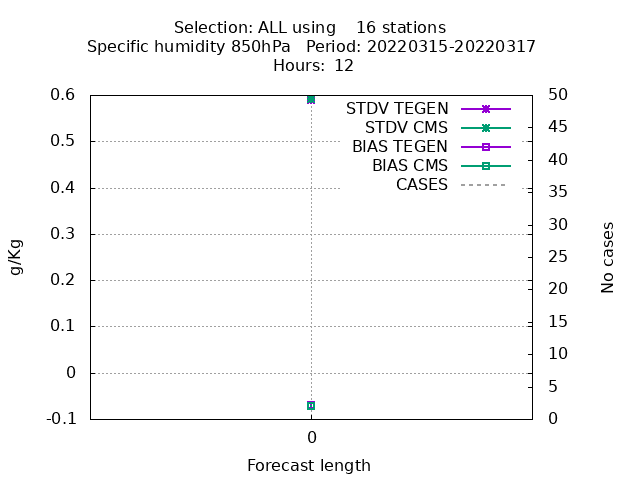 Selection: ALL using    16 stations
Specific humidity 850hPa   Period: 20220315-20220317
Hours:  12
STDV TEGEN
STDV CMS
BIAS TEGEN
BIAS CMS
CASES
0.6
0.5
0.4
0.3
0.2
0.1
0
-0.1
50
45
40
35
30
25
20
15
10
5
0
g/Kg
No cases
0
Forecast length